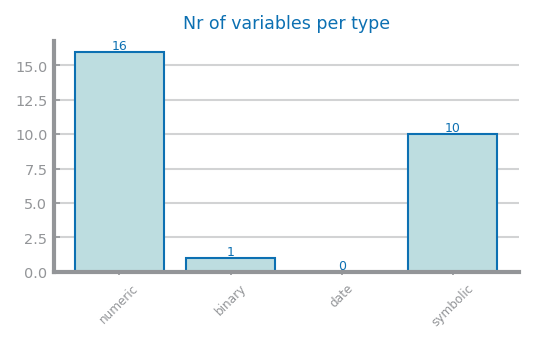 Nr of variables per type
16
15.0
12.5
10.0
10
7.5
5.0
2.5
1
0
0.0
numeric
binary
date
symbolic